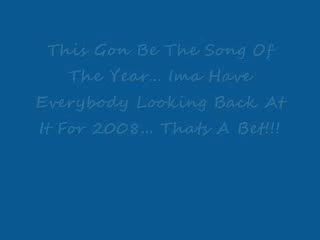 This Gon Be The Song Of
The Year... Ima Have
Everybody Looking Back At
It For 2008... Thats A Bet!!!